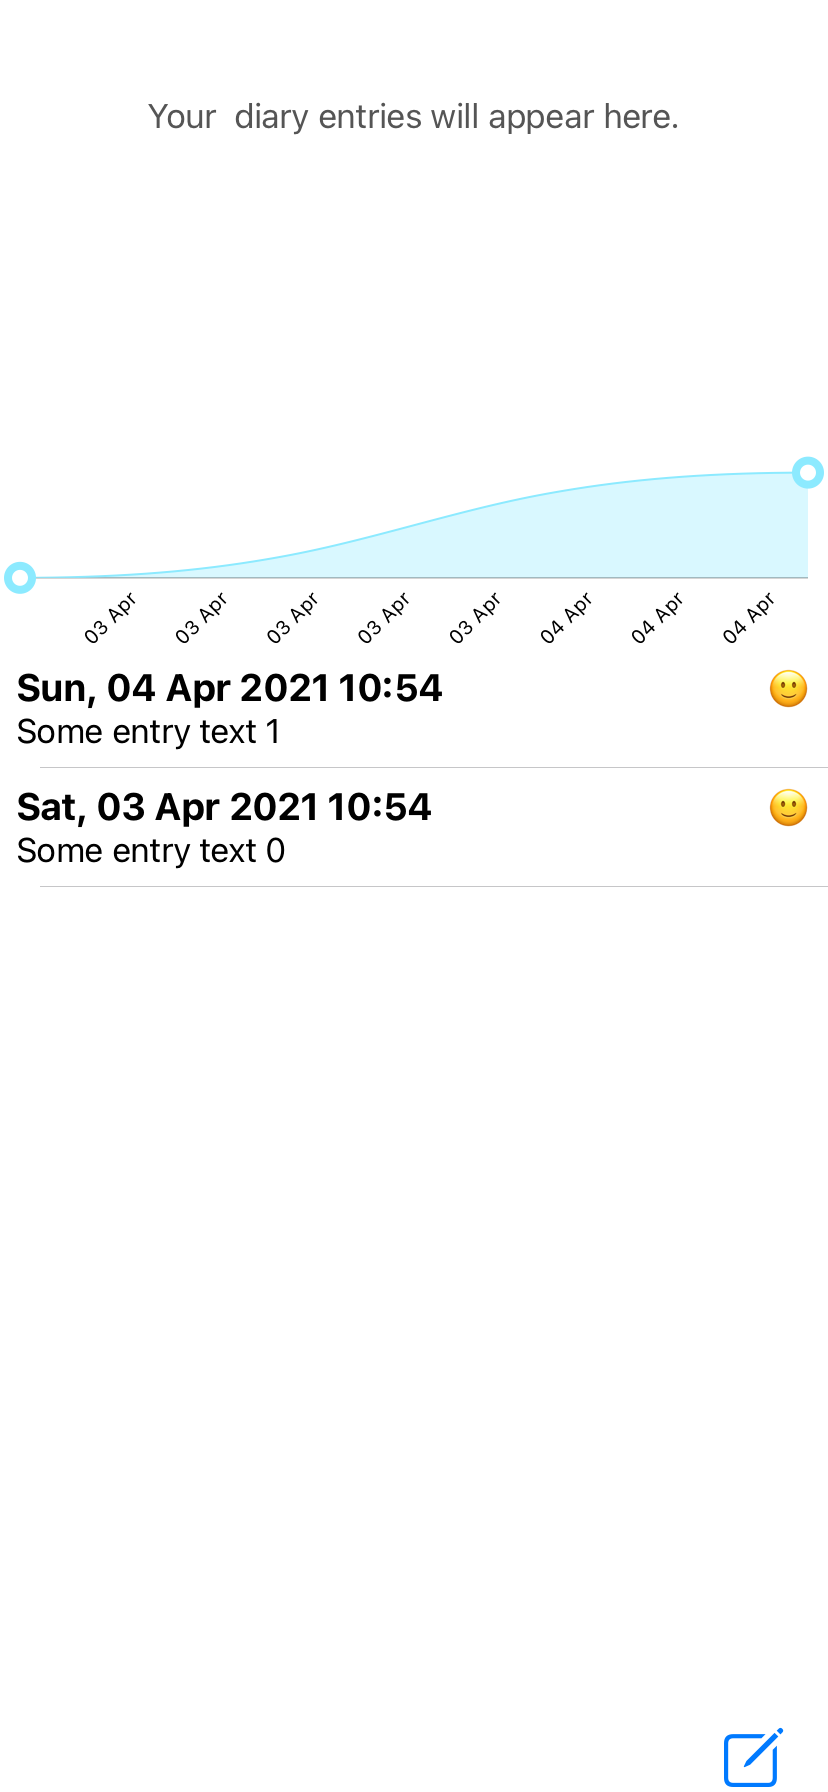 Your  diary entries will appear here.
03 Apr 03 Apr 03 Apr 03 Apr 03 Apr 04 Apr 04 Apr 04 Apr
Sun, 04 Apr 2021 10:54 🙂
Some entry text 1
Sat, 03 Apr 2021 10:54 🙂
Some entry text 0